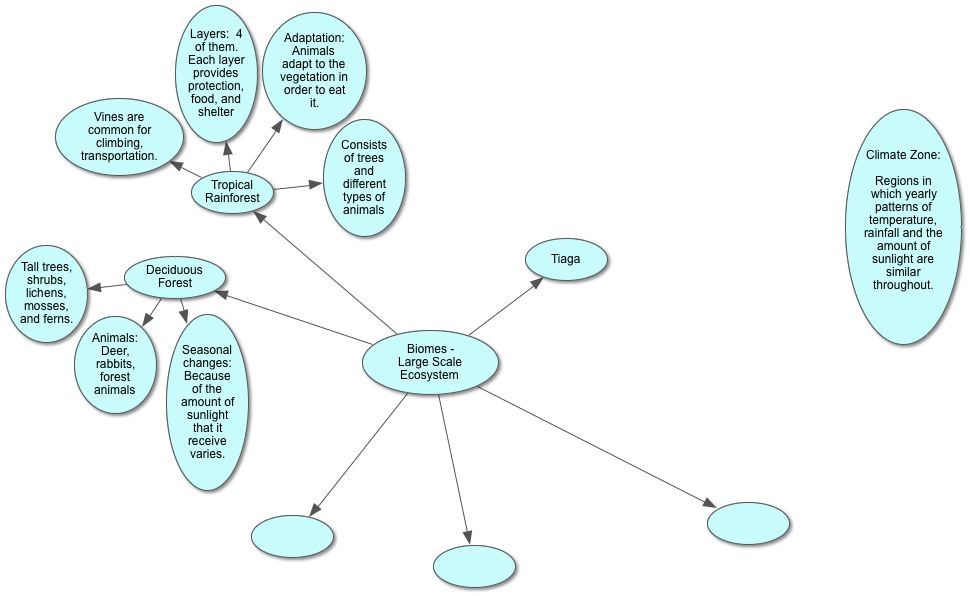 Layers:  4
of them.
Each layer
provides
protection,
food, and
shelter
Adaptation:
Animals
adapt to the
vegetation in
order to eat
it.
Vines are
common for
climbing,
transportation.
Consists
of trees
and
different
types of
animals
Tropical
Rainforest
Climate Zone:
Regions in
which yearly
patterns of
temperature,
rainfall and the
amount of
sunlight are
similar
throughout.
Tiaga
Deciduous
Forest
Tall trees,
shrubs,
lichens,
mosses,
and ferns.
Animals:
Deer,
rabbits,
forest
animals
Seasonal
changes:
Because
of the
amount of
sunlight
that it
receive
varies.
Biomes -
Large Scale
Ecosystem